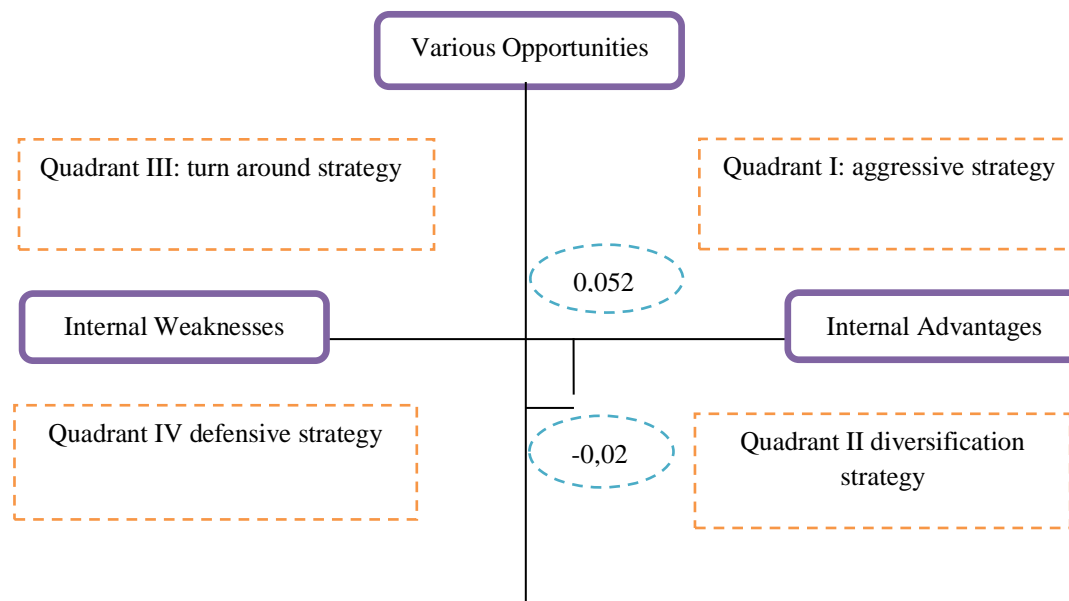 Various Opportunities
Quadrant III: turn around strategy
Quadrant I: aggressive strategy
0,052
Internal Weaknesses
Internal Advantages
Quadrant IV defensive strategy
-0,02
Quadrant II diversification
strategy